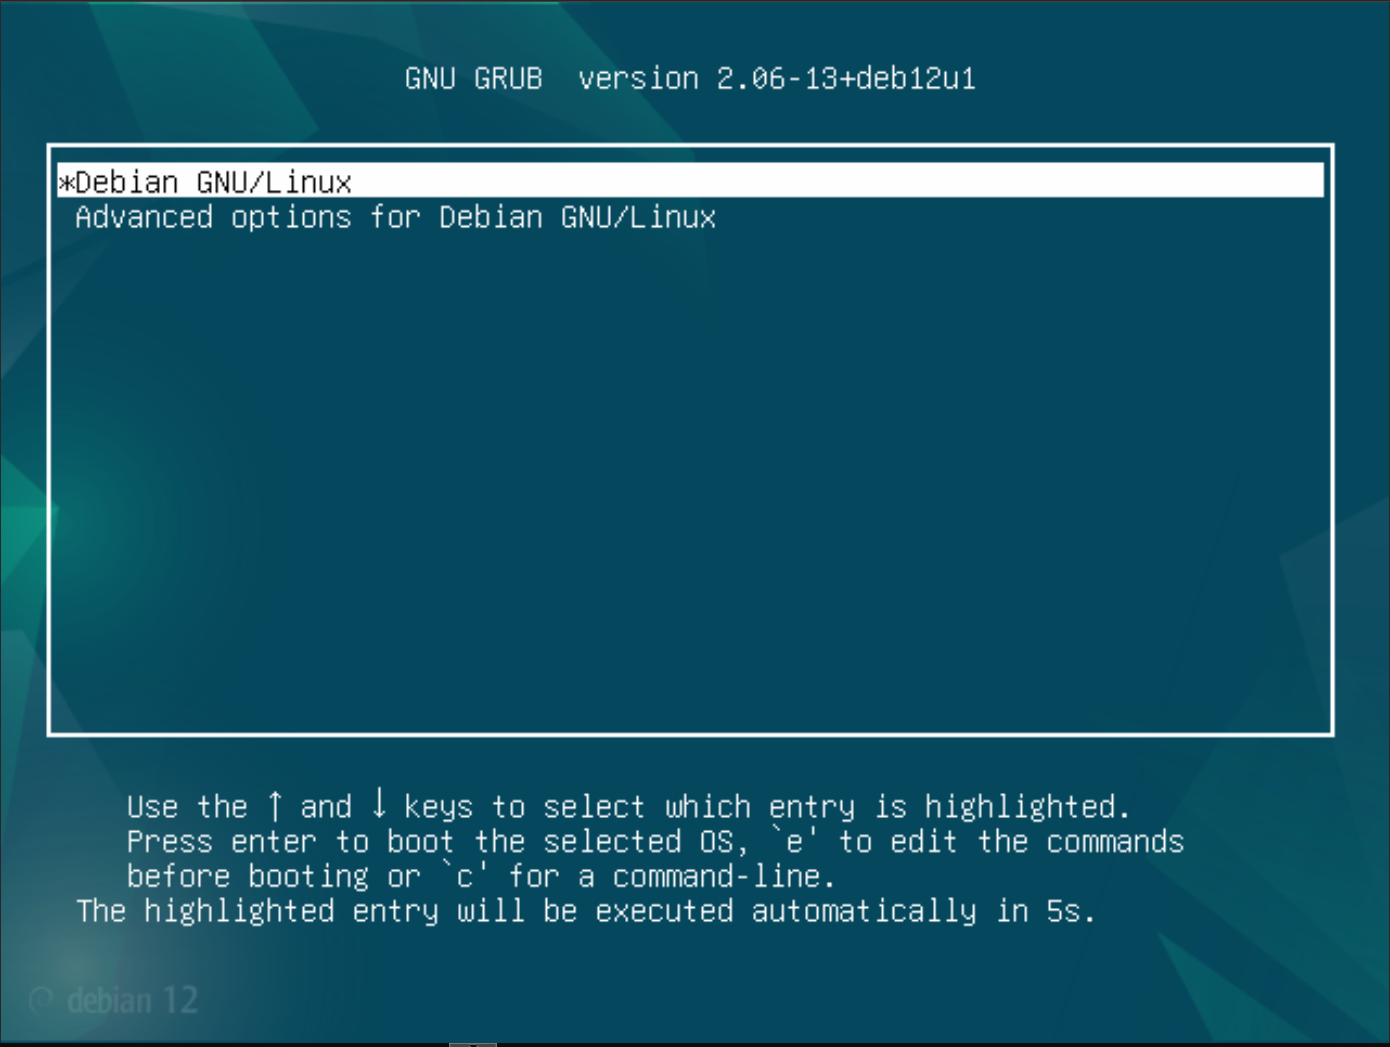 GNU GRUB  version 2.06-13+deb12u1
*Debian GNU/Linux
Advanced options for Debian GNU/Linux
Use the ↑ and ↓ keys to select which entry is highlighted.
Press enter to boot the selected OS, `e' to edit the commands
before booting or `c' for a command-line.
The highlighted entry will be executed automatically in 5s.
debian 12